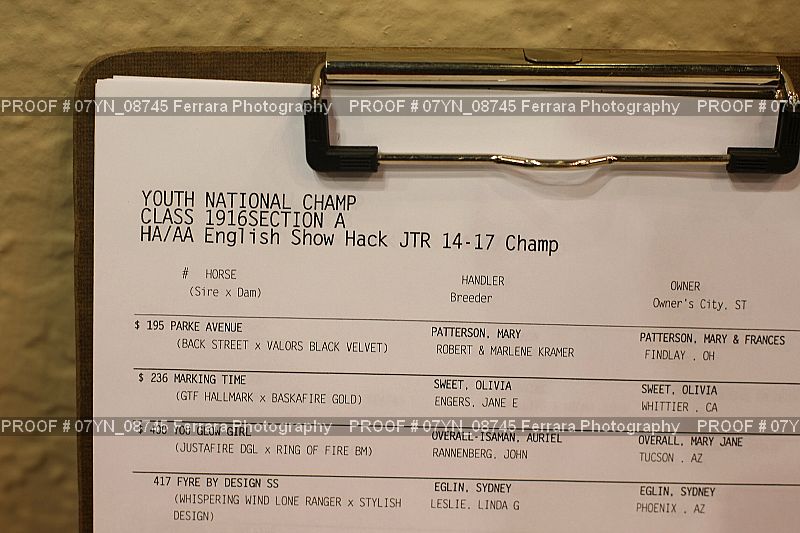 PROOF # 07YN_08745 Ferrara Photography PROOF # 07YN_08745 Ferrara Photography PROOF # 07Y
YOUTH NATIONAL CHAMP
CLASS 1916SECTION A
HA/AA English Show Hack JTR 14-17 Champ
# HORSE HANDLER OWNER
(Sire x Dam) Breeder Owner's City, ST
$ 195 PARKE AVENUE PATTERSON, MARY PATTERSON, MARY & FRANCES
(BACK STREET x VALORS BLACK VELVET) ROBERT & MARLENE KRAMER FINDLAY , OH
$ 236 MARKING TIME SWEET, OLIVIA SWEET, OLIVIA
(GTF HALLMARK x BASKAFIRE GOLD) ENGERS, JANE E WHITTIER , CA
PROOF # 07YN_08745 Ferrara Photography PROOF # 07YN_08745 Ferrara Photography PROOF # 07Y
$ 400 YOU GLOW GIRL OVERALL-ISAMAN, AURIEL OVERALL, MARY JANE
(JUSTAFIRE DGL x RING OF FIRE BM) RANNENBERG, JOHN TUCSON , AZ
417 FYRE BY DESIGN SS EGLIN, SYDNEY EGLIN, SYDNEY
(WHISPERING WIND LONE RANGER x STYLISH LESLIE, LINDA G PHOENIX , AZ
DESIGN)